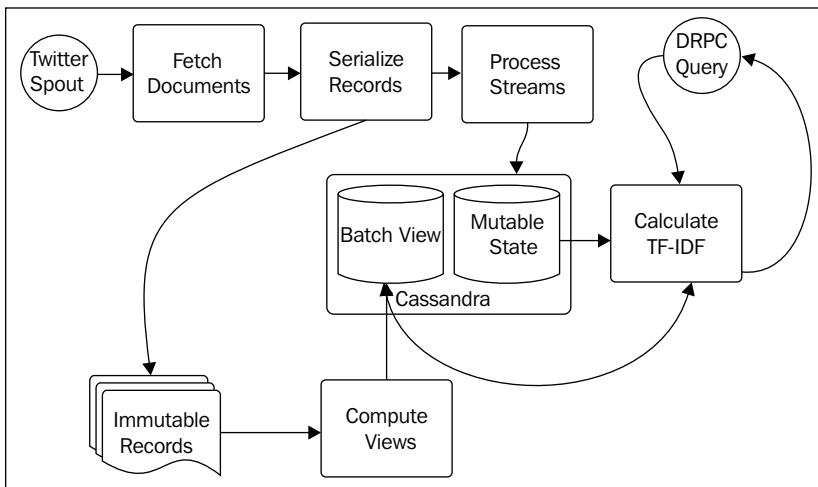 Twitter
Spout
Fetch
Documents
Serialize
Records
Process
Streams
DRPC
Query
Batch View
Mutable
State
Cassandra
Calculate
TF-IDF
Immutable
Records
Compute
Views